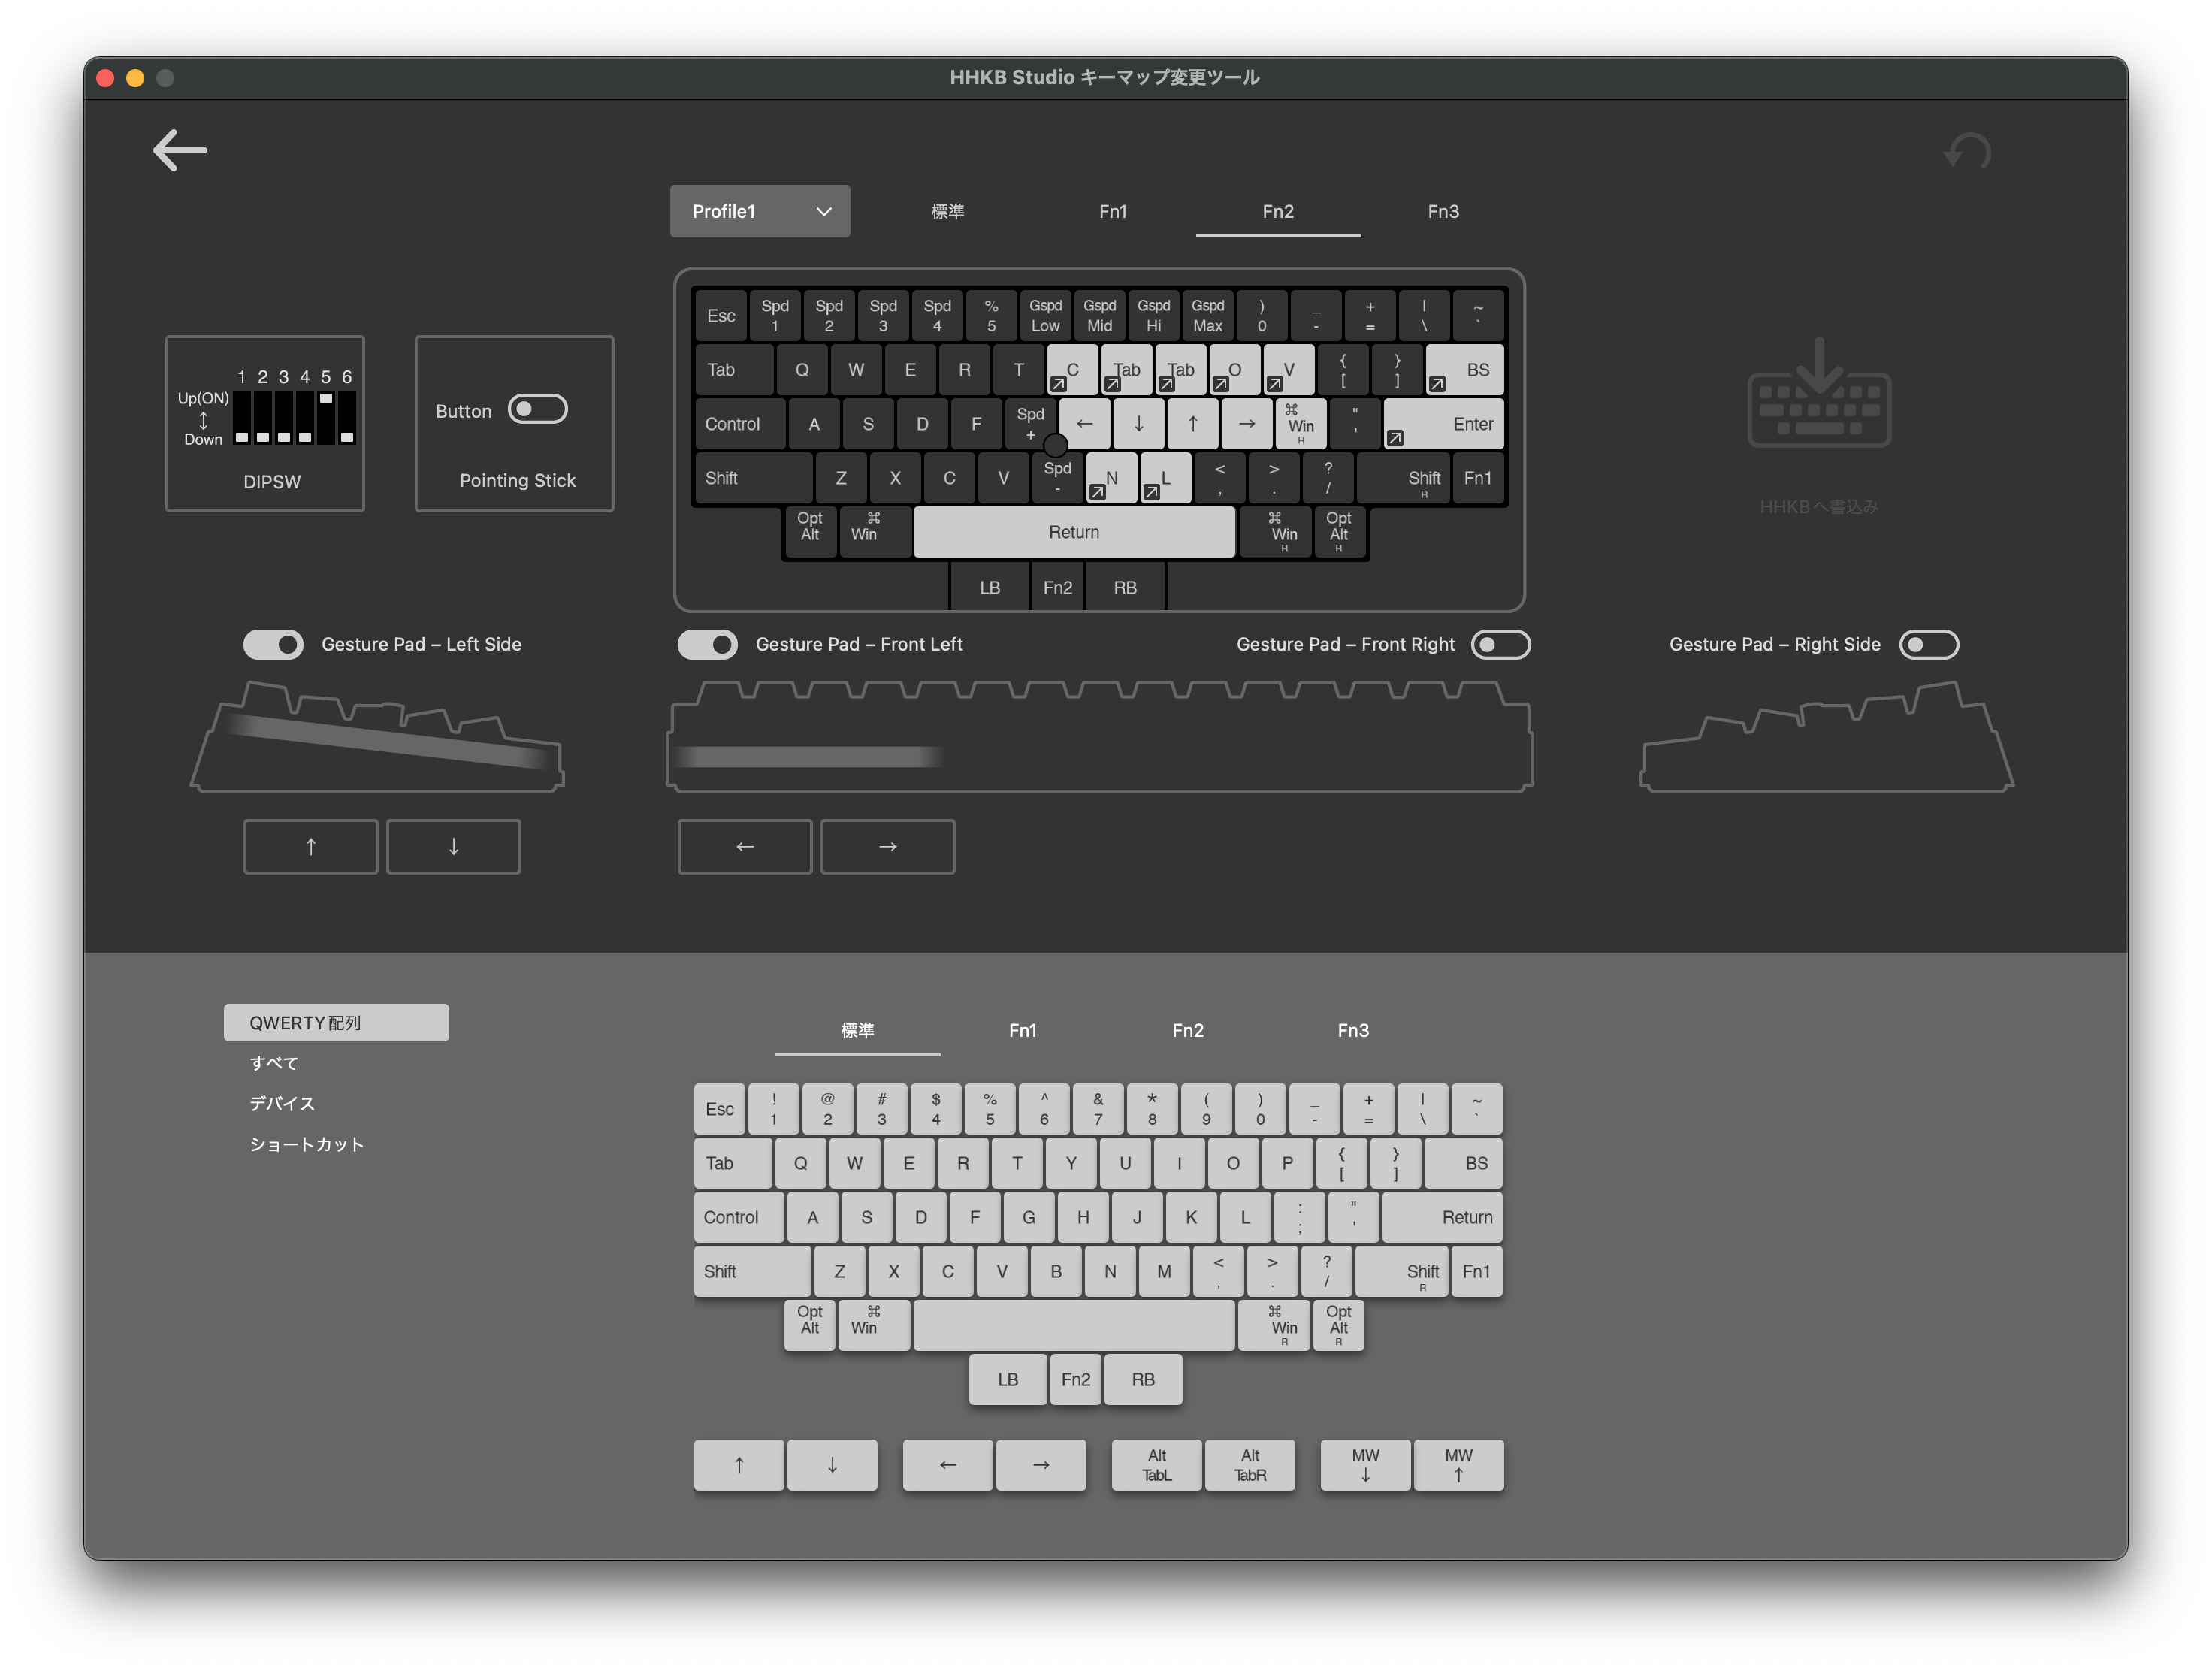 HHKB Studio キーマップ変更ツール
Profile1 標準 Fn1 Fn2 Fn3
1 2 3 4 5 6
Up(ON)
↕
Down
DIPSW
Button
Pointing Stick
Esc Spd 1 Spd 2 Spd 3 Spd 4 % 5 Gspd Low Gspd Mid Gspd Hi Gspd Max ) 0 _ - + = | \ ~ `
Tab Q W E R T C Tab Tab O V { [ } ] BS
Control A S D F Spd + ← ↓ ↑ → ⌘ Win R " ' Enter
Shift Z X C V Spd - N L < , > . ? / Shift R Fn1
Opt Alt ⌘ Win Return ⌘ Win R Opt Alt R
LB Fn2 RB
HHKBへ書込み
Gesture Pad – Left Side
Gesture Pad – Front Left
Gesture Pad – Front Right
Gesture Pad – Right Side
↑ ↓ ← →
QWERTY配列
すべて
デバイス
ショートカット
標準 Fn1 Fn2 Fn3
Esc ! 1 @ 2 # 3 $ 4 % 5 ^ 6 & 7 * 8 ( 9 ) 0 _ - + = | \ ~ `
Tab Q W E R T Y U I O P { [ } ] BS
Control A S D F G H J K L : ; " ' Return
Shift Z X C V B N M < , > . ? / Shift R Fn1
Opt Alt ⌘ Win ⌘ Win R Opt Alt R
LB Fn2 RB
↑ ↓ ← → Alt TabL Alt TabR MW ↓ MW ↑